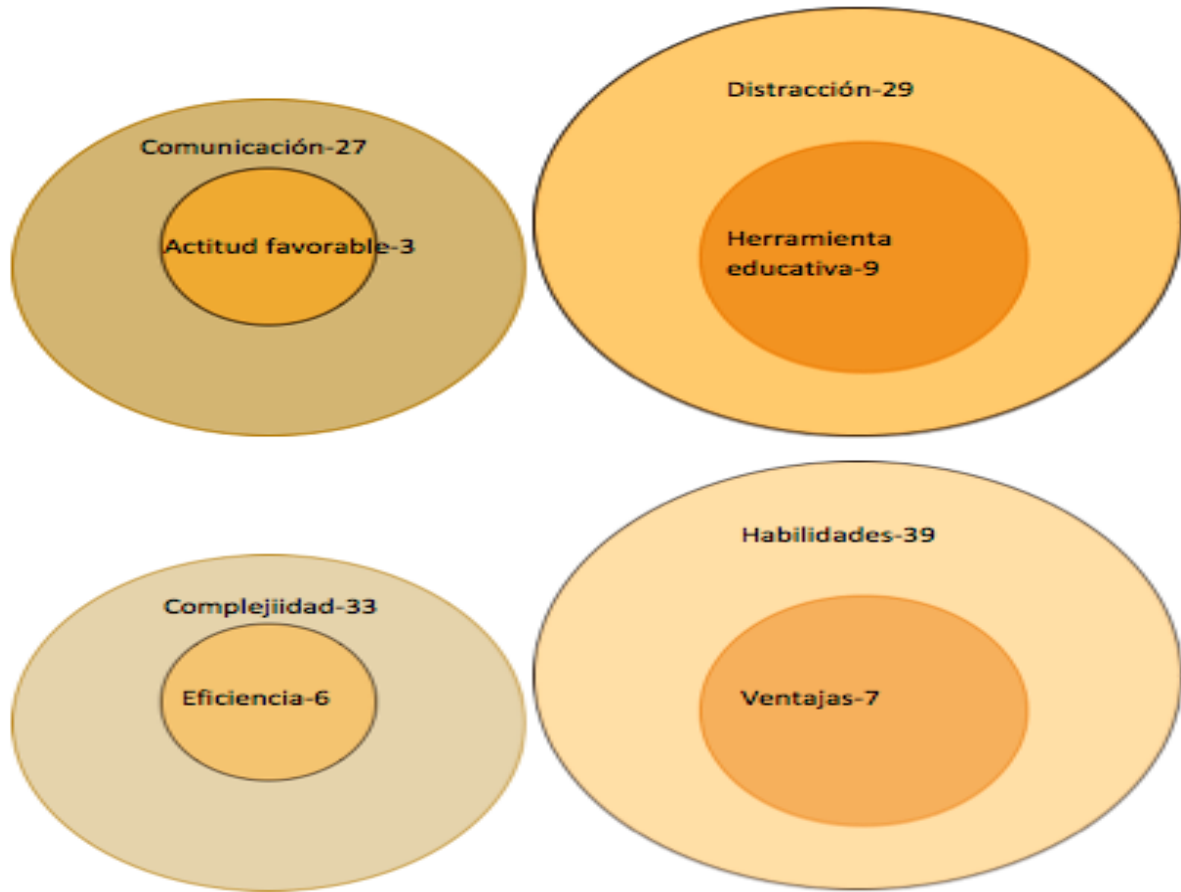 Comunicación-27
Actitud favorable-3
Distracción-29
Herramienta
educativa-9
Complejiidad-33
Eficiencia-6
Habilidades-39
Ventajas-7